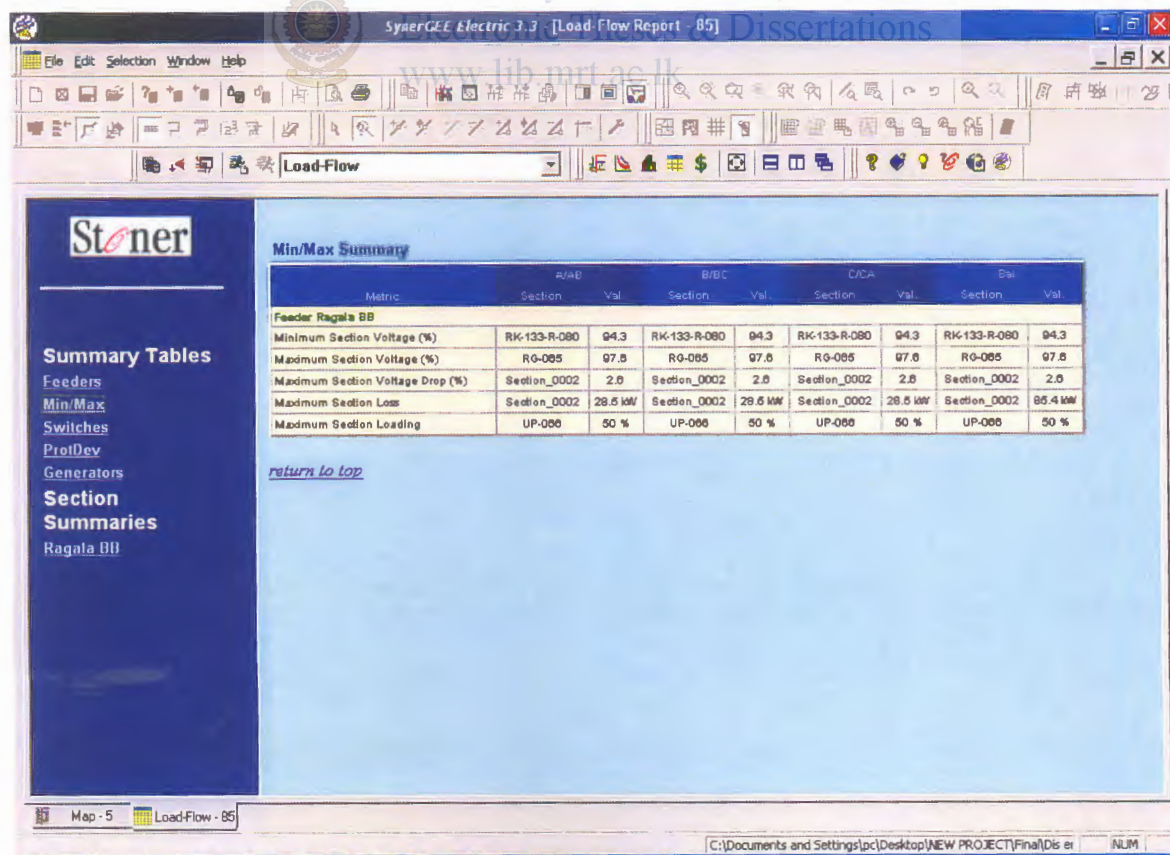 SynerGEE Electric 3.3 - [Load-Flow Report - 85]
Theses & Dissertations
www.lib.mrt.ac.lk
File Edit Selection Window Help
Load-Flow
Stoner
Summary Tables
Feeders
Min/Max
Switches
ProtDev
Generators
Section
Summaries
Ragala BB
Min/Max Summary
A/AB B/BC C/CA Bal
Metric Section Val. Section Val. Section Val. Section Val.
Feeder Ragala BB
Minimum Section Voltage (%) RK-133-R-080 94.3 RK-133-R-080 94.3 RK-133-R-080 94.3 RK-133-R-080 94.3
Maximum Section Voltage (%) RG-065 97.6 RG-065 97.6 RG-065 97.6 RG-065 97.6
Maximum Section Voltage Drop (%) Section_0002 2.6 Section_0002 2.6 Section_0002 2.6 Section_0002 2.6
Maximum Section Loss Section_0002 28.5 kW Section_0002 28.5 kW Section_0002 28.5 kW Section_0002 85.4 kW
Maximum Section Loading UP-066 50 % UP-066 50 % UP-066 50 % UP-066 50 %
return to top
Map - 5
Load-Flow - 85
C:\Documents and Settings\pc\Desktop\NEW PROJECT\Final\Dis er
NUM